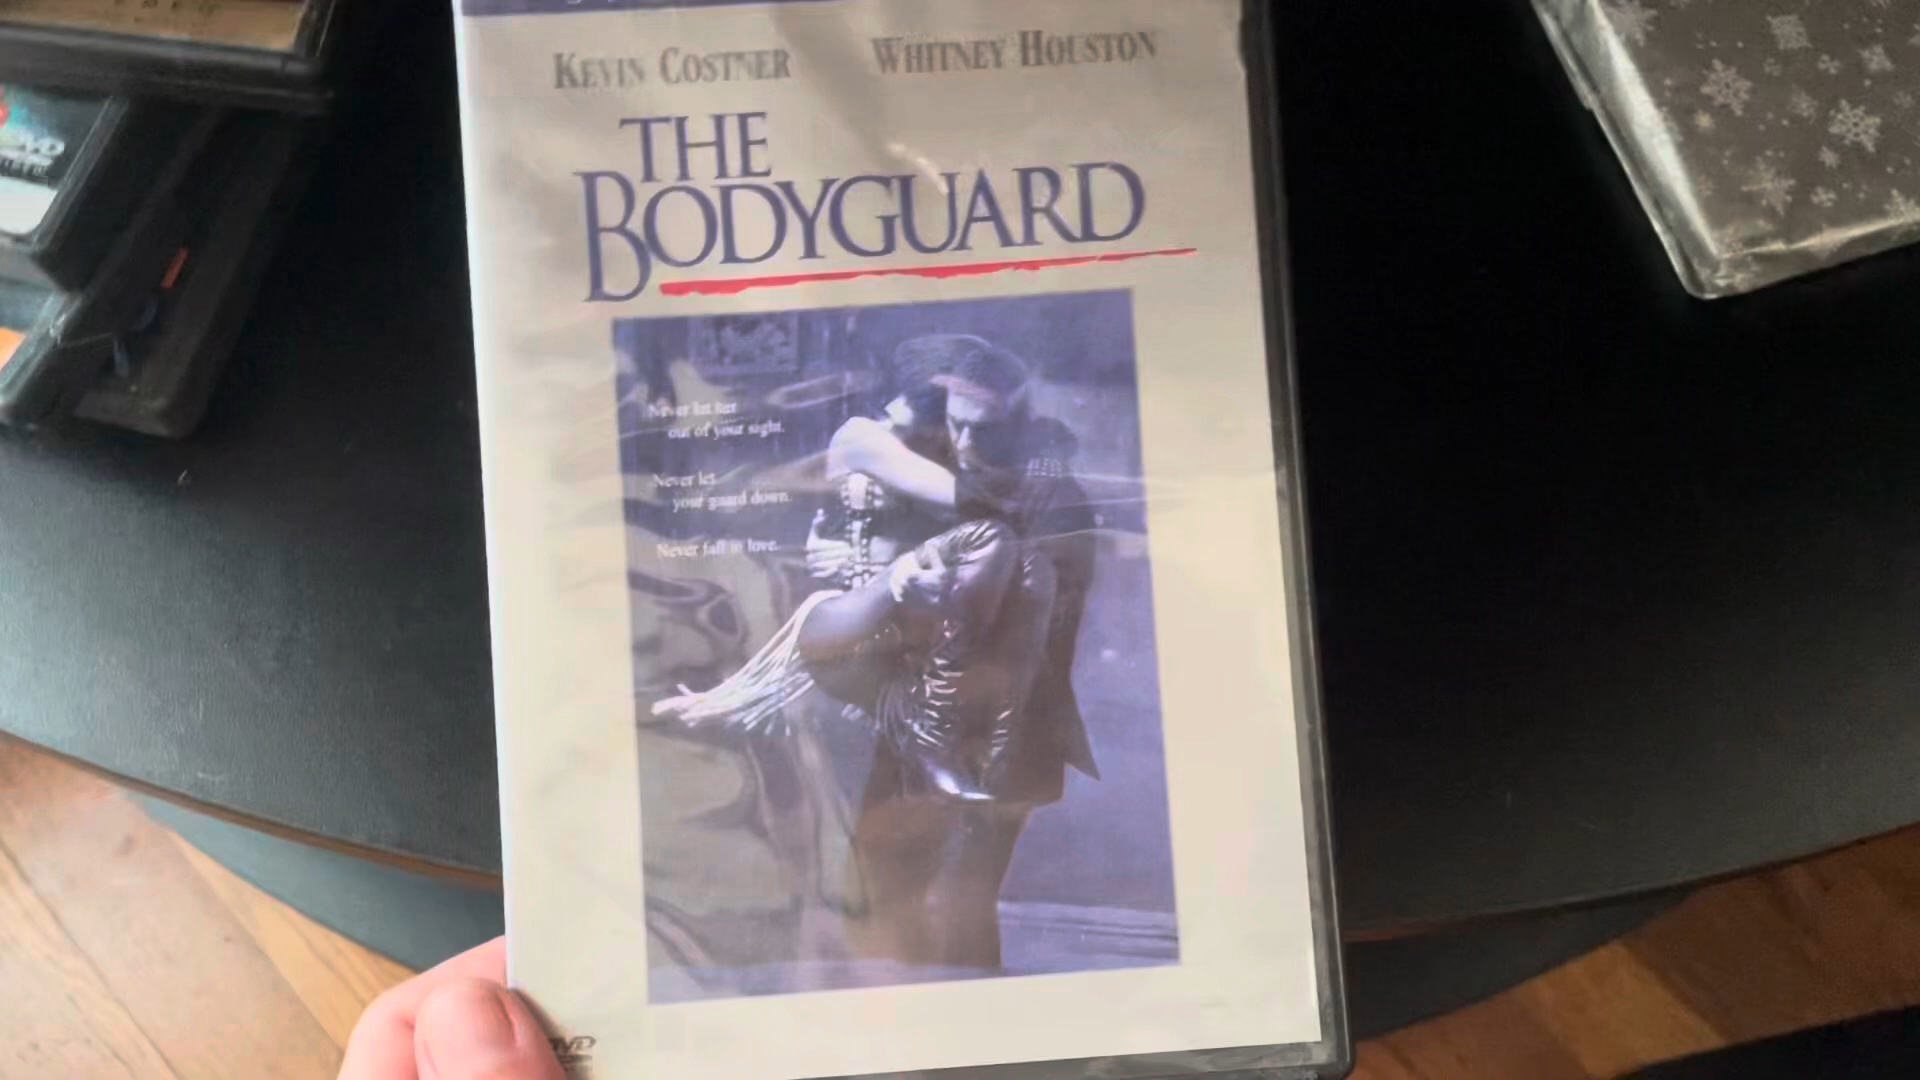 KEVIN COSTNER WHITNEY HOUSTON
THE
BODYGUARD
Never let her
out of your sight.
Never let
your guard down.
Never fall in love.
DVD